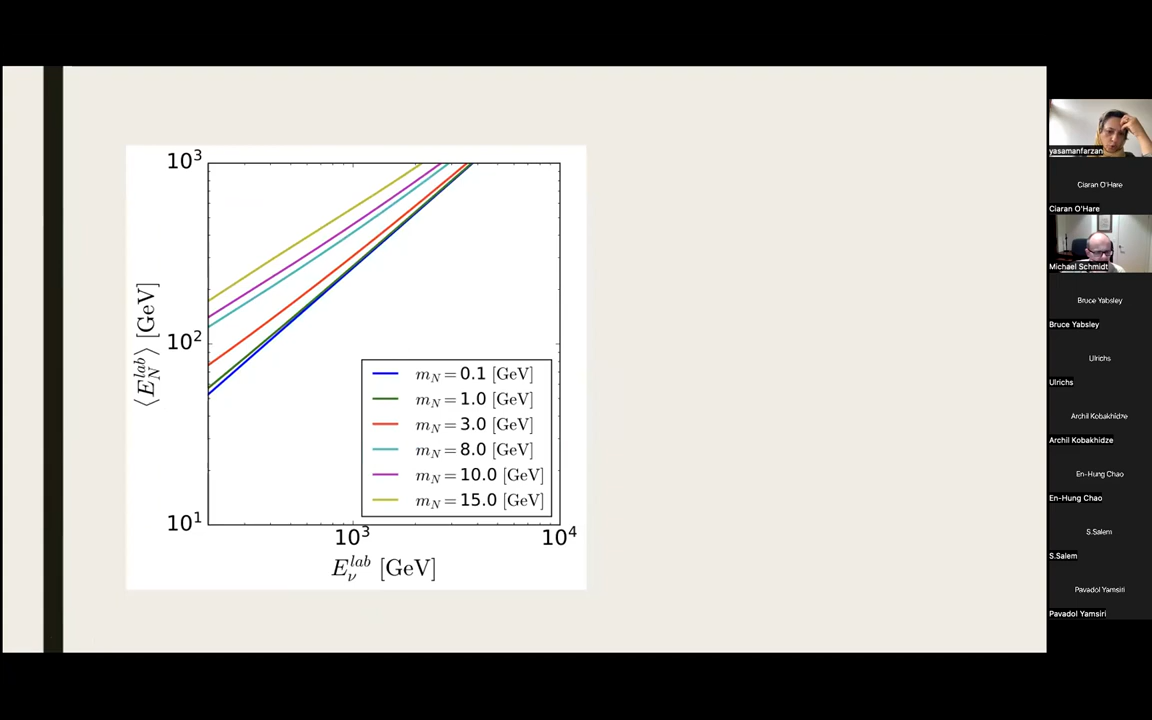 10³
10²
10¹
⟨E_N^{lab}⟩ [GeV]
m_N = 0.1 [GeV]
m_N = 1.0 [GeV]
m_N = 3.0 [GeV]
m_N = 8.0 [GeV]
m_N = 10.0 [GeV]
m_N = 15.0 [GeV]
10³
10⁴
E_ν^{lab} [GeV]
yasamanfarzan
Ciaran O'Hare
Ciaran O'Hare
Michael Schmidt
Bruce Yabsley
Bruce Yabsley
Ulrichs
Ulrichs
Archil Kobakhidze
Archil Kobakhidze
En-Hung Chao
En-Hung Chao
S.Salem
S.Salem
Pavadol Yamsiri
Pavadol Yamsiri